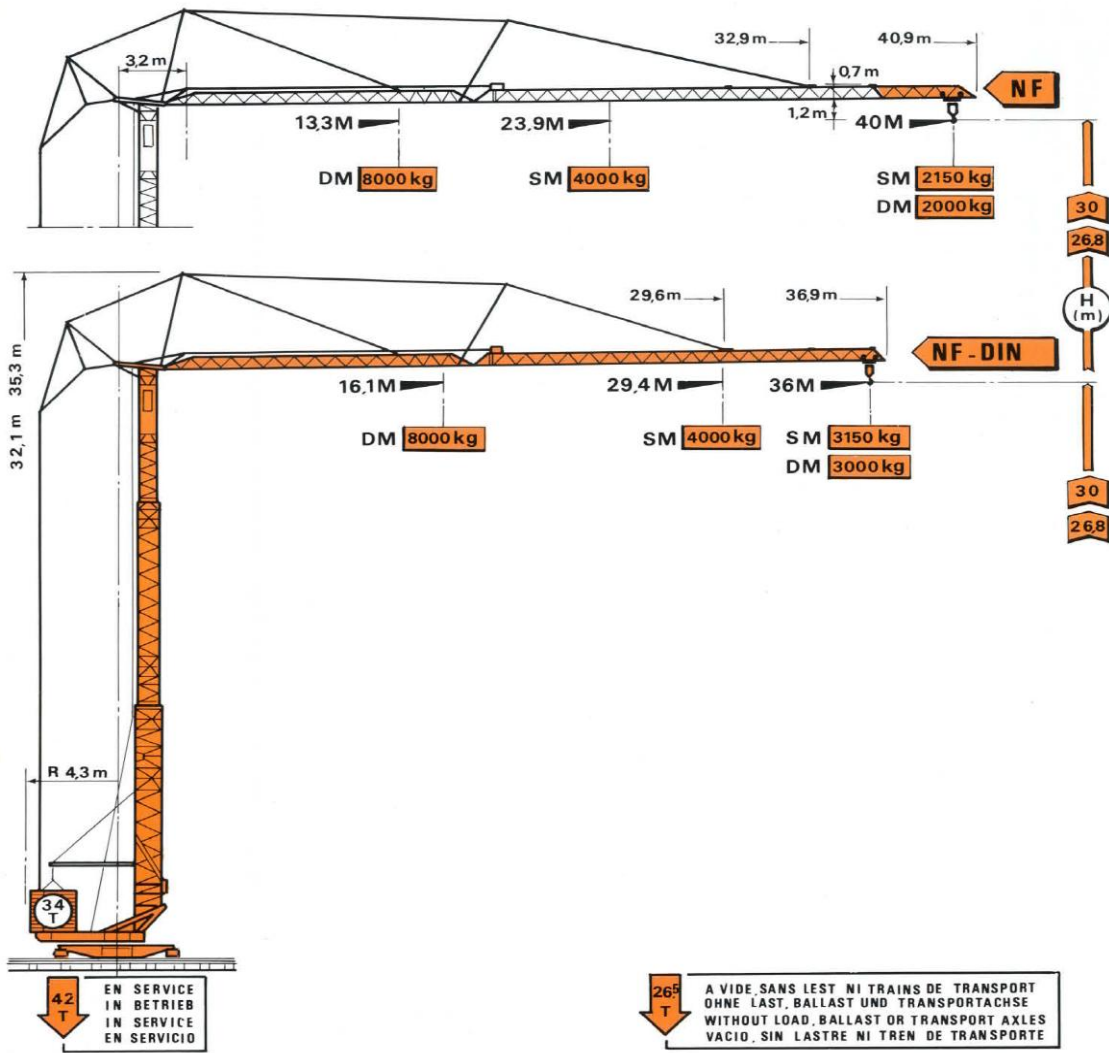 3,2 m
32,9 m
40,9 m
0,7 m
NF
1,2 m
13,3M
23,9M
40M
DM 8000 kg
SM 4000 kg
SM 2150 kg
DM 2000 kg
30
26,8
H
(m)
29,6 m
36,9 m
NF - DIN
35,3 m
32,1 m
16,1M
29,4M
36M
DM 8000 kg
SM 4000 kg
SM 3150 kg
DM 3000 kg
30
26,8
R 4,3 m
34
T
42
T
EN SERVICE
IN BETRIEB
IN SERVICE
EN SERVICIO
26,5
T
A VIDE, SANS LEST NI TRAINS DE TRANSPORT
OHNE LAST, BALLAST UND TRANSPORTACHSE
WITHOUT LOAD, BALLAST OR TRANSPORT AXLES
VACIO, SIN LASTRE NI TREN DE TRANSPORTE